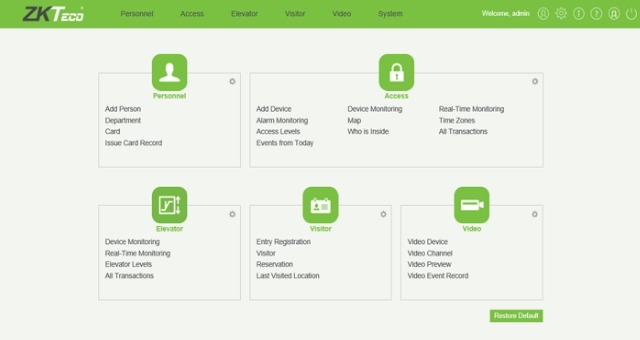 ZKTeco Personnel Access Elevator Visitor Video System Welcome, admin
Personnel
Add Person
Department
Card
Issue Card Record
Access
Add Device Device Monitoring Real-Time Monitoring
Alarm Monitoring Map Time Zones
Access Levels Who is Inside All Transactions
Events from Today
Elevator
Device Monitoring
Real-Time Monitoring
Elevator Levels
All Transactions
Visitor
Entry Registration
Visitor
Reservation
Last Visited Location
Video
Video Device
Video Channel
Video Preview
Video Event Record
Restore Default